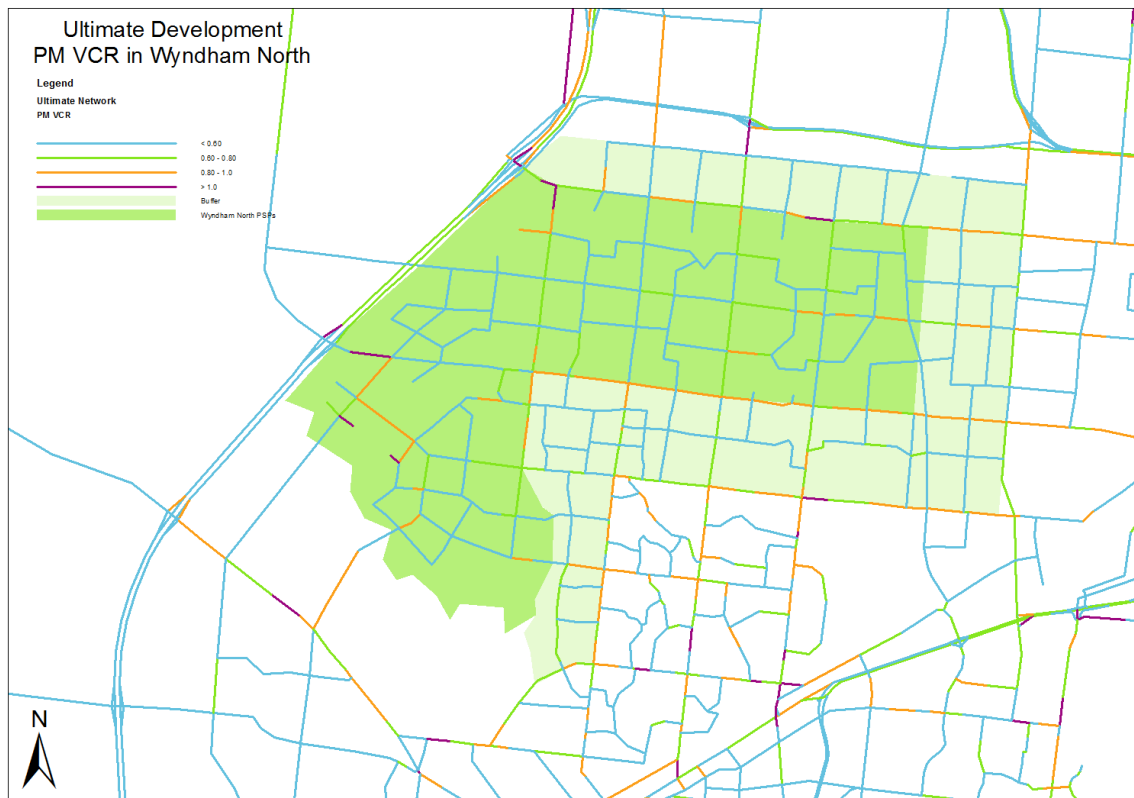 Ultimate Development
PM VCR in Wyndham North
Legend
Ultimate Network
PM VCR
< 0.60
0.60 - 0.80
0.80 - 1.0
> 1.0
Buffer
Wyndham North PSPs
N